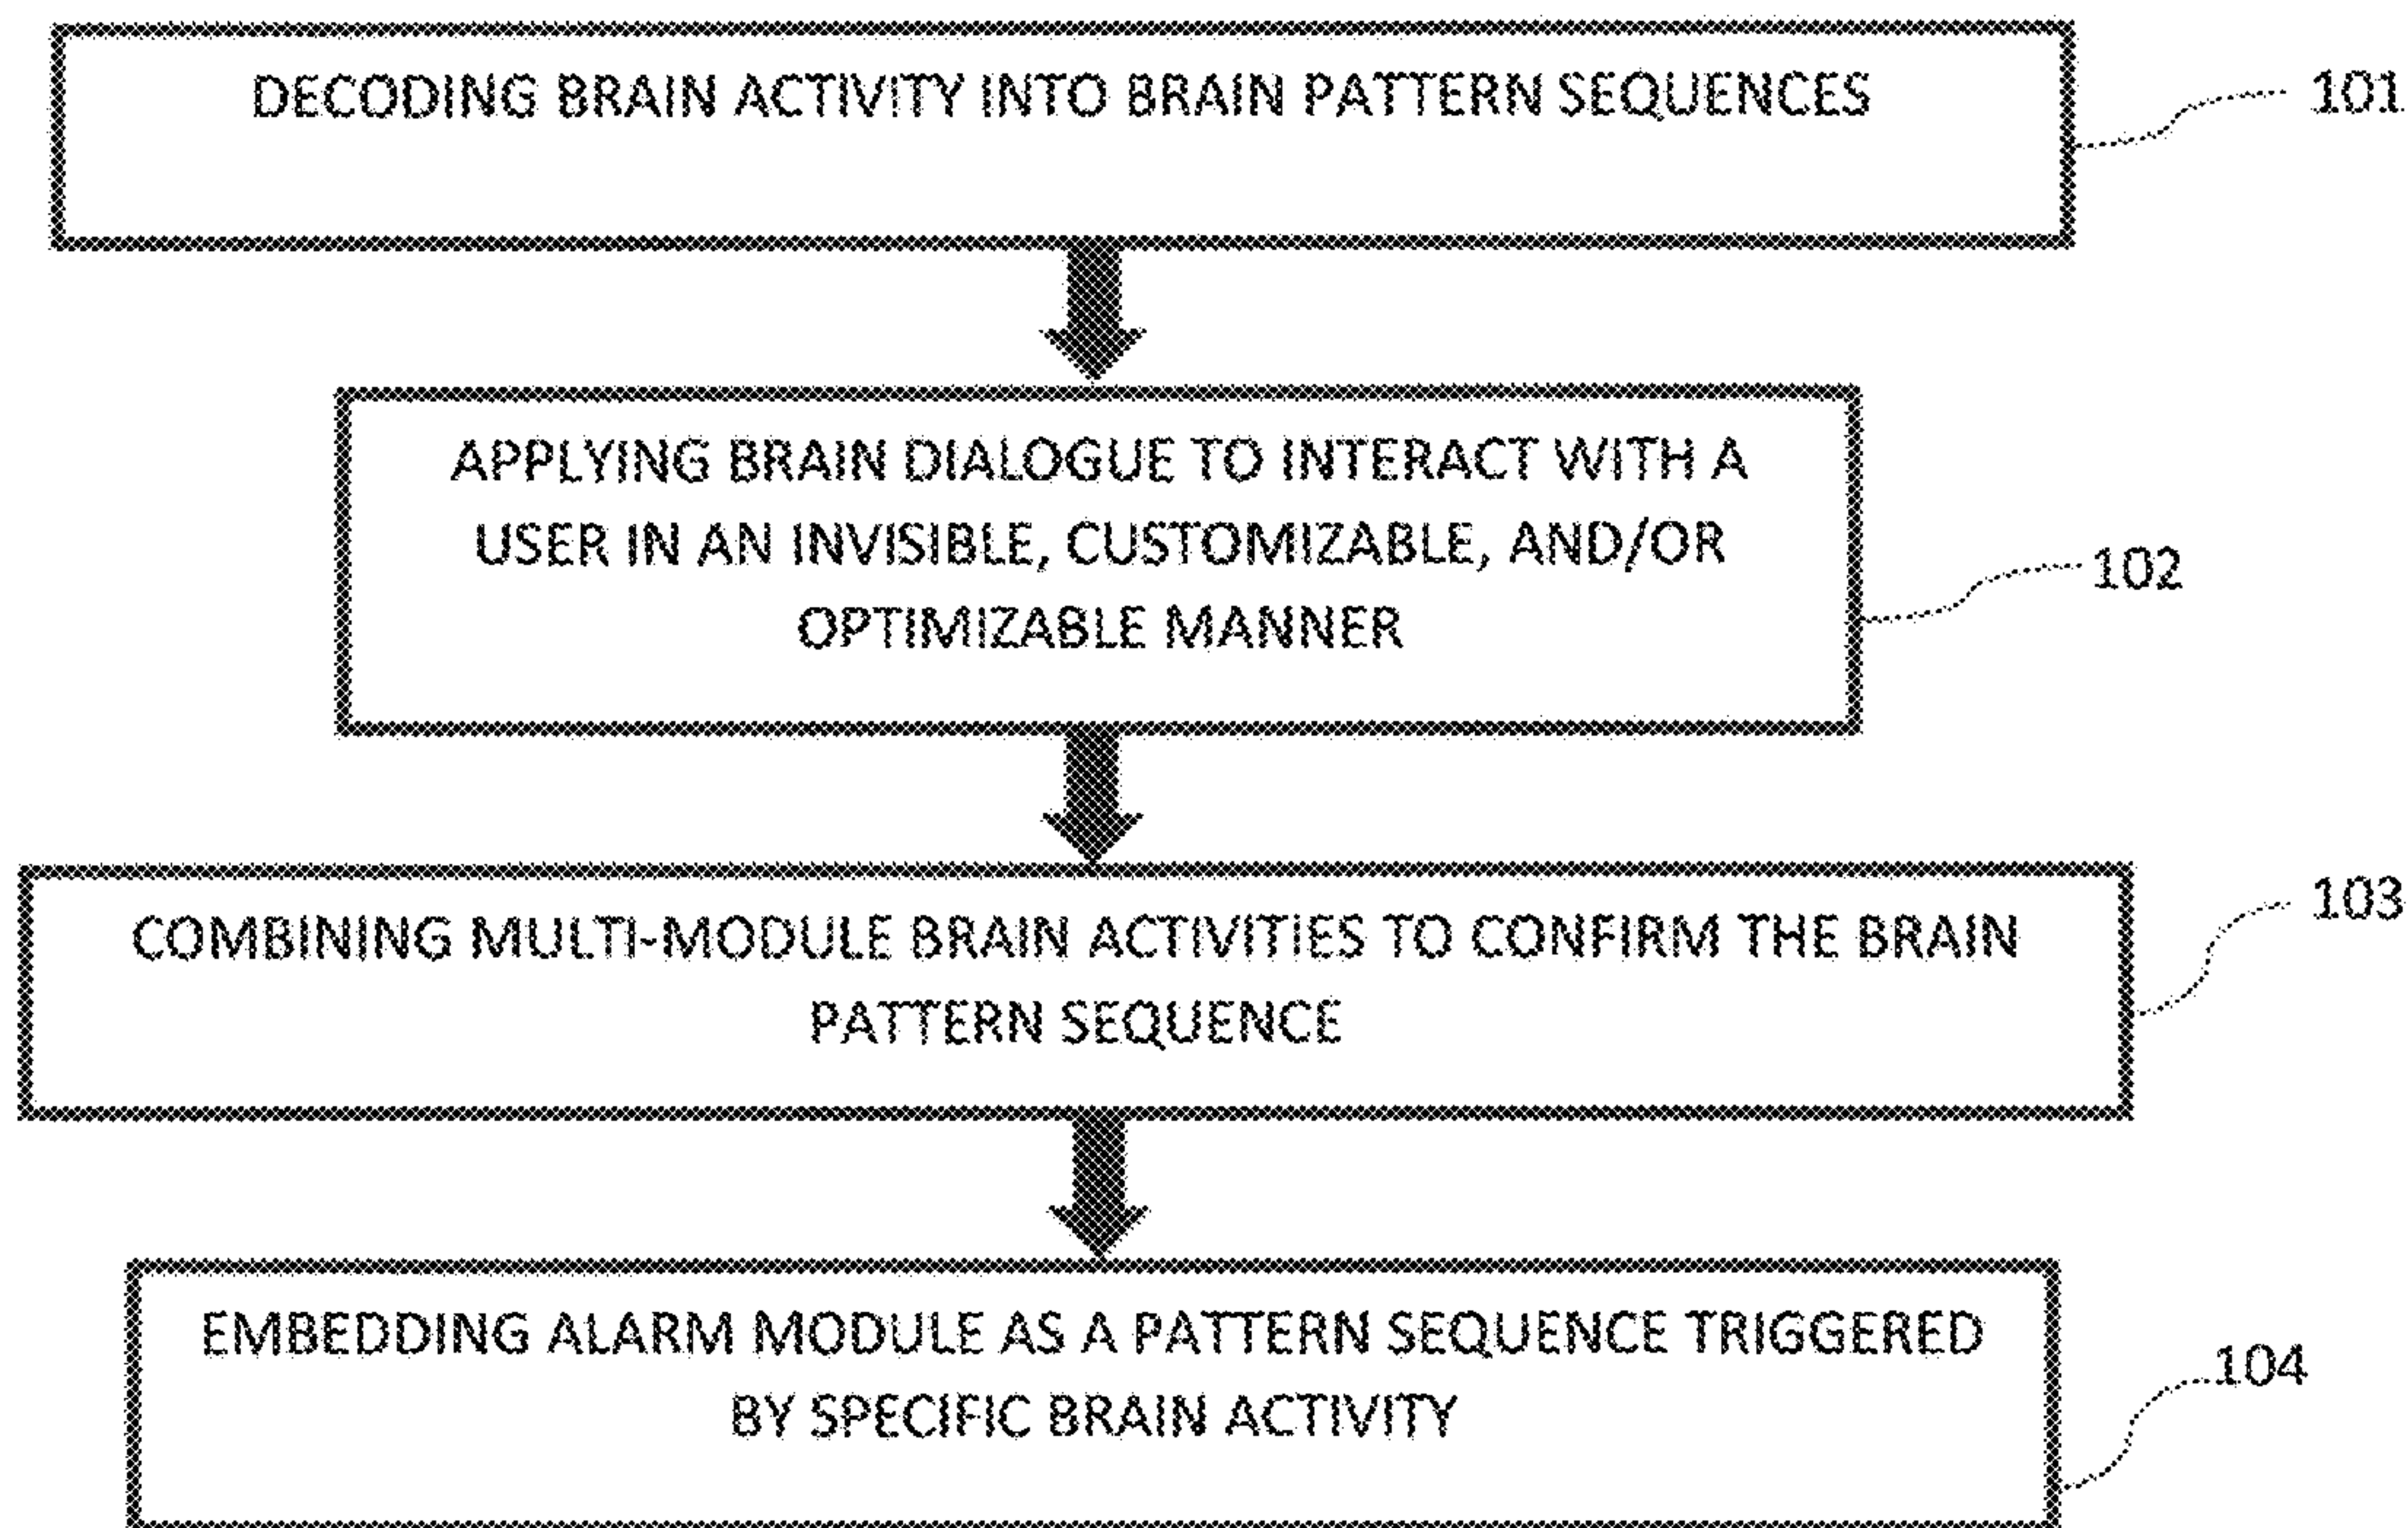 DECODING BRAIN ACTIVITY INTO BRAIN PATTERN SEQUENCES
101
APPLYING BRAIN DIALOGUE TO INTERACT WITH A
USER IN AN INVISIBLE, CUSTOMIZABLE, AND/OR
OPTIMIZABLE MANNER
102
COMBINING MULTI-MODULE BRAIN ACTIVITIES TO CONFIRM THE BRAIN
PATTERN SEQUENCE
103
EMBEDDING ALARM MODULE AS A PATTERN SEQUENCE TRIGGERED
BY SPECIFIC BRAIN ACTIVITY
104